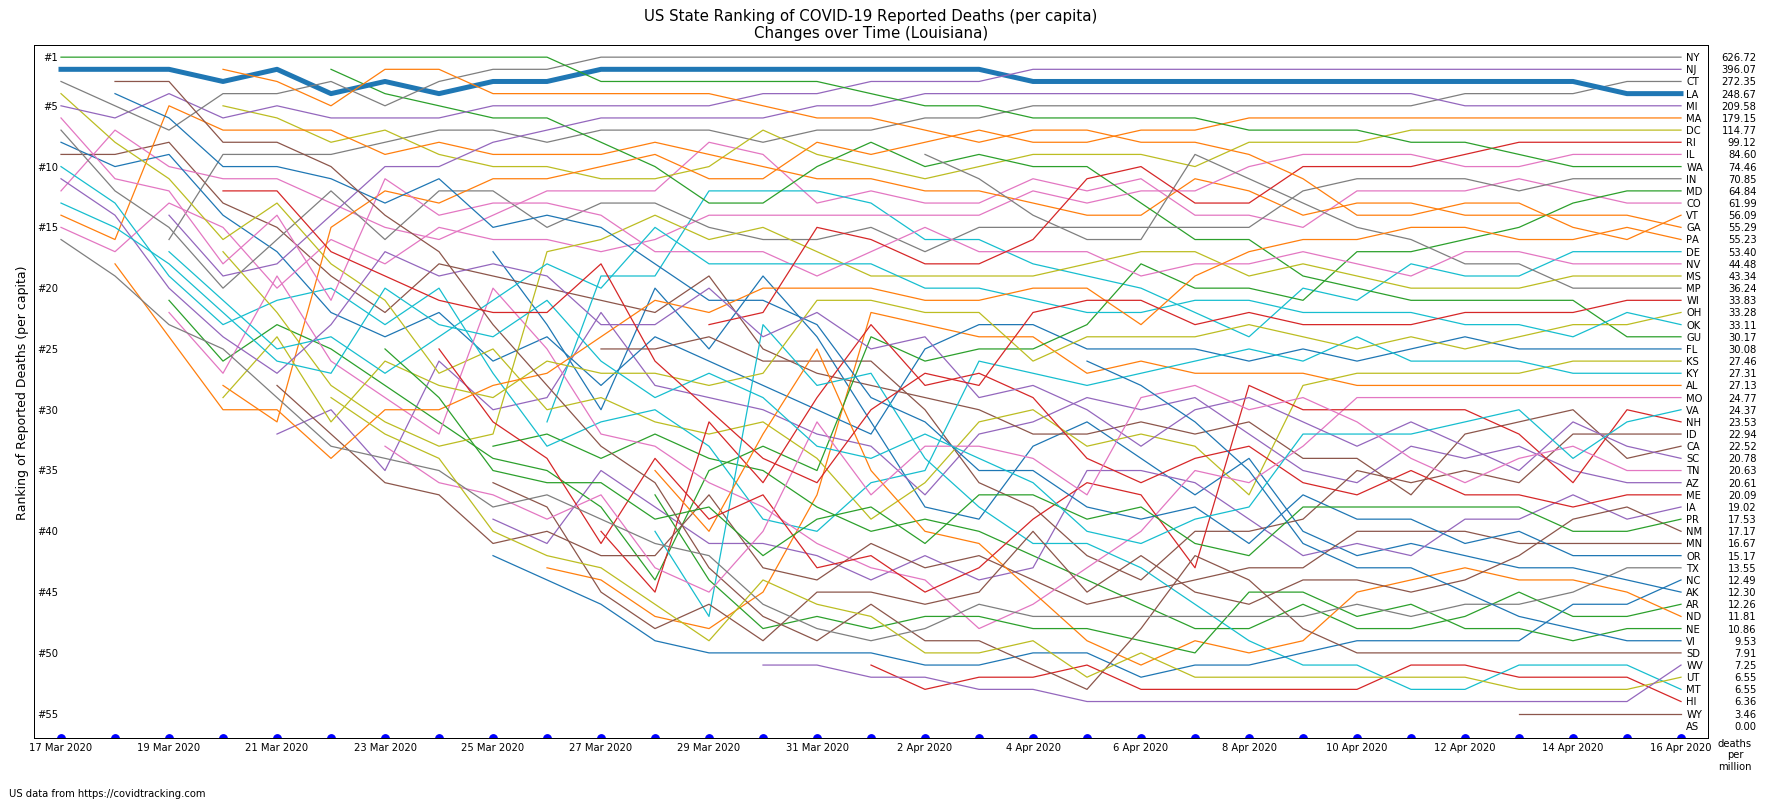 US State Ranking of COVID-19 Reported Deaths (per capita)
Changes over Time (Louisiana)
Ranking of Reported Deaths (per capita)
#1
#5
#10
#15
#20
#25
#30
#35
#40
#45
#50
#55
NY 626.72
NJ 396.07
CT 272.35
LA 248.67
MI 209.58
MA 179.15
DC 114.77
RI 99.12
IL 84.60
WA 74.46
IN 70.85
MD 64.84
CO 61.99
VT 56.09
GA 55.29
PA 55.23
DE 53.40
NV 44.48
MS 43.34
MP 36.24
WI 33.83
OH 33.28
OK 33.11
GU 30.17
FL 30.08
KS 27.46
KY 27.31
AL 27.13
MO 24.77
VA 24.37
NH 23.53
ID 22.94
CA 22.52
SC 20.78
TN 20.63
AZ 20.61
ME 20.09
IA 19.02
PR 17.53
NM 17.17
MN 16.67
OR 15.17
TX 13.55
NC 12.49
AK 12.30
AR 12.26
ND 11.81
NE 10.86
VI 9.53
SD 7.91
WV 7.25
UT 6.55
MT 6.55
HI 6.36
WY 3.46
AS 0.00
17 Mar 2020 19 Mar 2020 21 Mar 2020 23 Mar 2020 25 Mar 2020 27 Mar 2020 29 Mar 2020 31 Mar 2020 2 Apr 2020 4 Apr 2020 6 Apr 2020 8 Apr 2020 10 Apr 2020 12 Apr 2020 14 Apr 2020 16 Apr 2020
deaths
per
million
US data from https://covidtracking.com